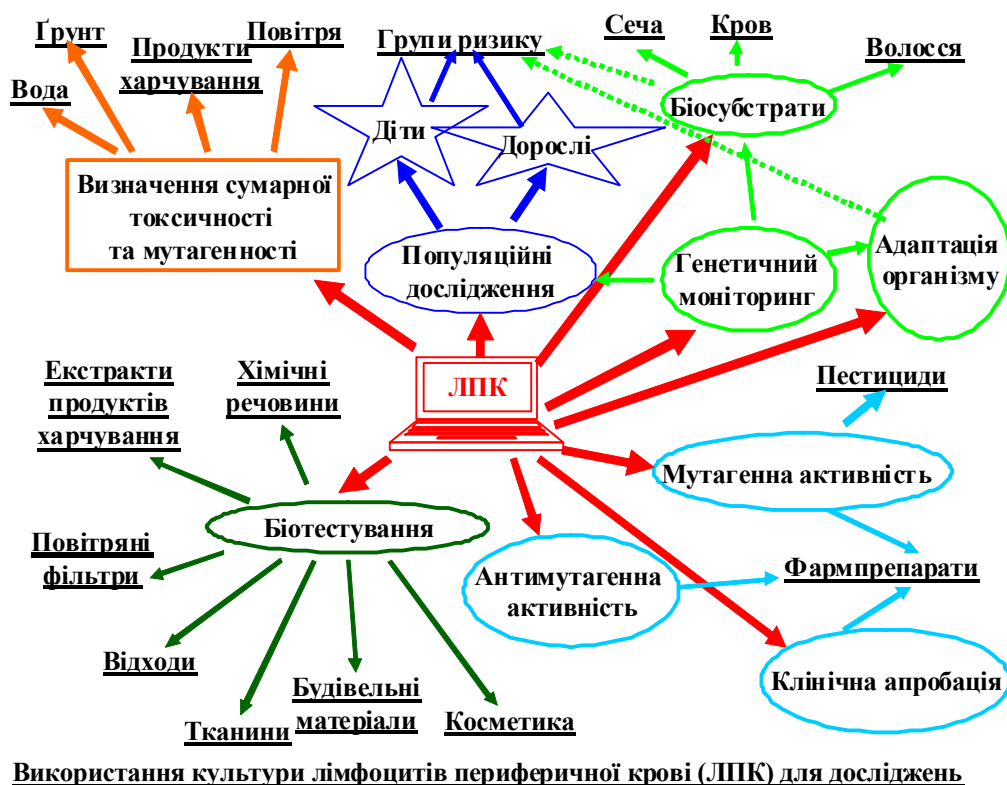 Ґрунт
Продукти
харчування
Повітря
Вода
Групи ризику
Сеча
Кров
Волосся
Біосубстрати
Діти
Дорослі
Визначення сумарної
токсичності
та мутагенності
Популяційні
дослідження
Генетичний
моніторинг
Адаптація
організму
ЛПК
Екстракти
продуктів
харчування
Хімічні
речовини
Пестициди
Мутагенна активність
Біотестування
Повітряні
фільтри
Антимутагенна
активність
Фармпрепарати
Відходи
Тканини
Будівельні
матеріали
Косметика
Клінічна апробація
Використання культури лімфоцитів периферичної крові (ЛПК) для досліджень